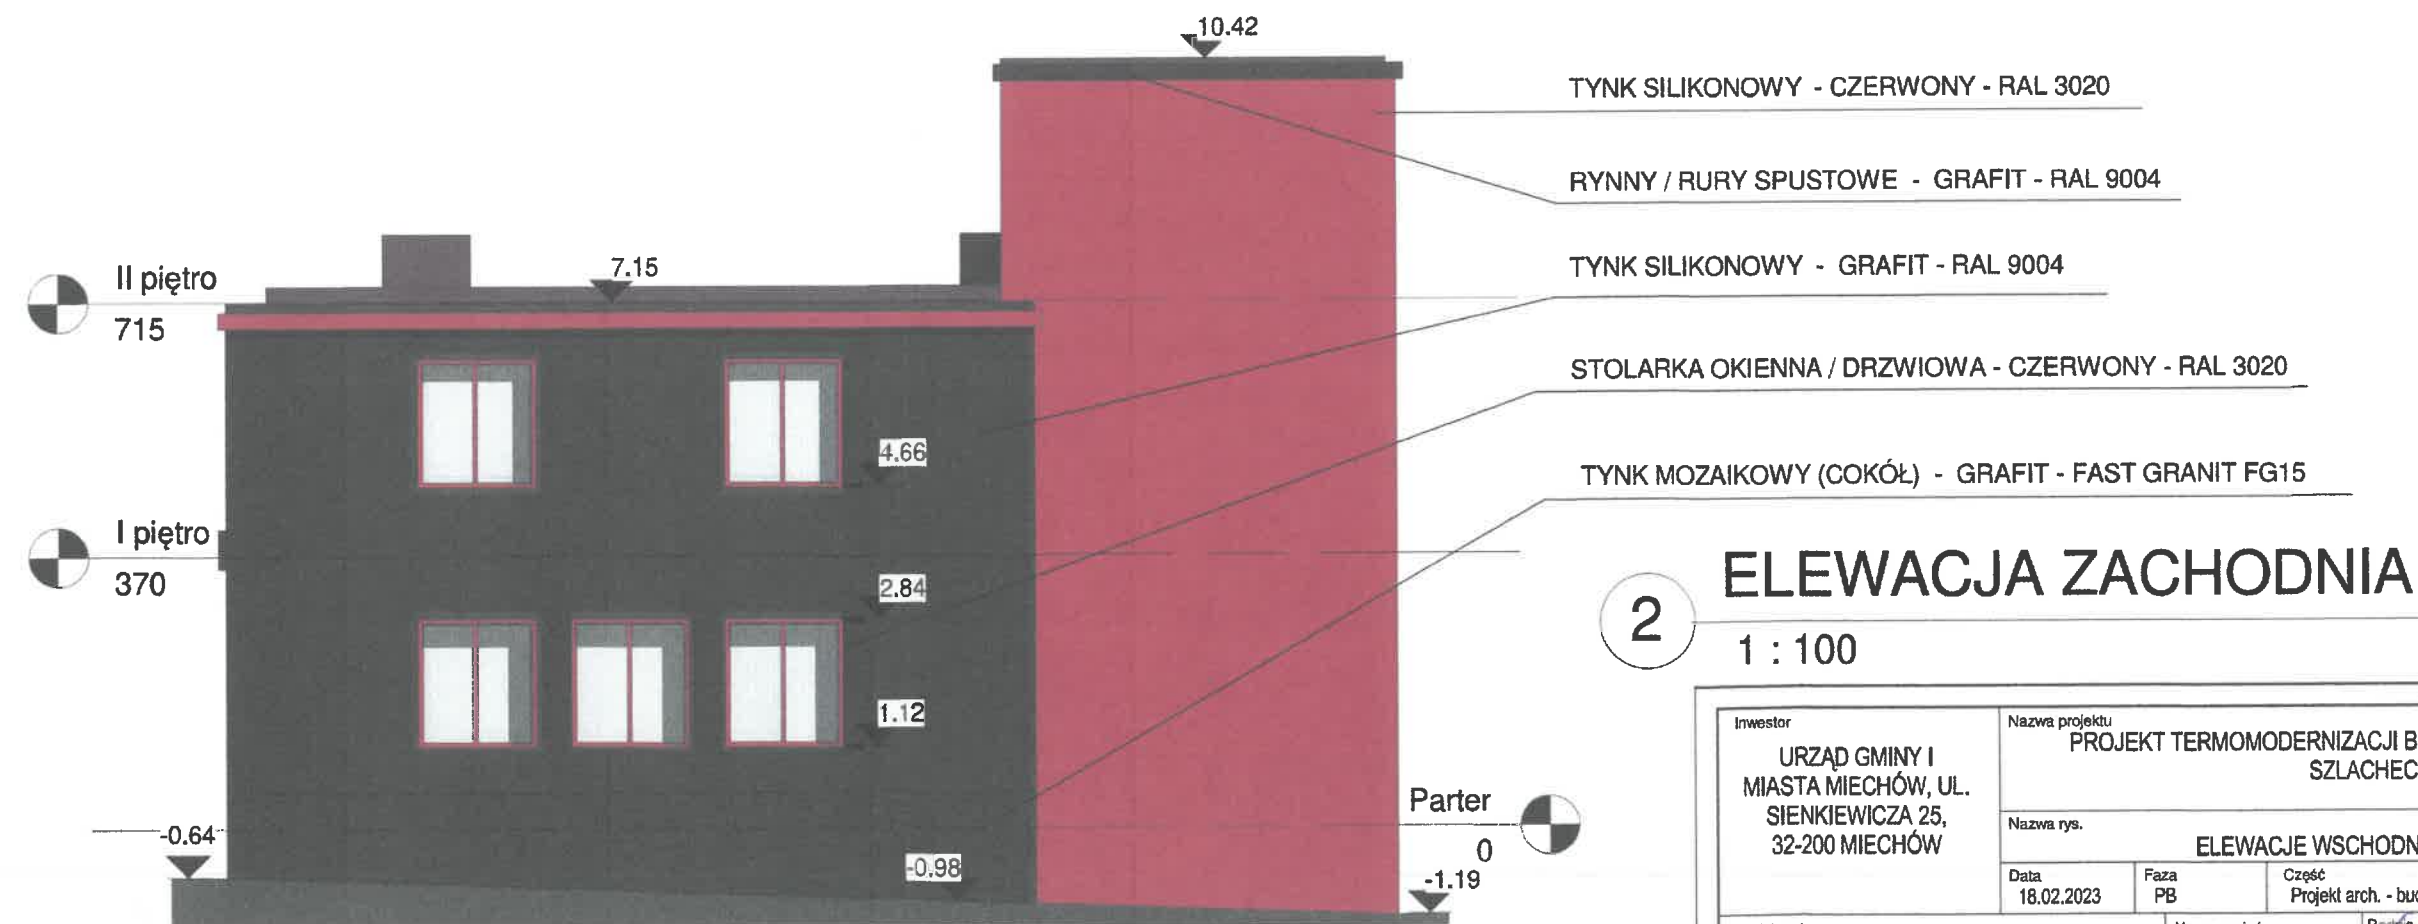 10.42
TYNK SILIKONOWY - CZERWONY - RAL 3020
RYNNY / RURY SPUSTOWE - GRAFIT - RAL 9004
TYNK SILIKONOWY - GRAFIT - RAL 9004
II piętro
715
7.15
STOLARKA OKIENNA / DRZWIOWA - CZERWONY - RAL 3020
4.66
TYNK MOZAIKOWY (COKÓŁ) - GRAFIT - FAST GRANIT FG15
I piętro
370
2.84
2
ELEWACJA ZACHODNIA
1 : 100
1.12
Parter
0
-0.64
-0.98
-1.19
Inwestor
URZĄD GMINY I
MIASTA MIECHÓW, UL.
SIENKIEWICZA 25,
32-200 MIECHÓW
Nazwa projektu
PROJEKT TERMOMODERNIZACJI B
SZLACHEC
Nazwa rys.
ELEWACJE WSCHODN
Data
18.02.2023
Faza
PB
Część
Projekt arch. - bud